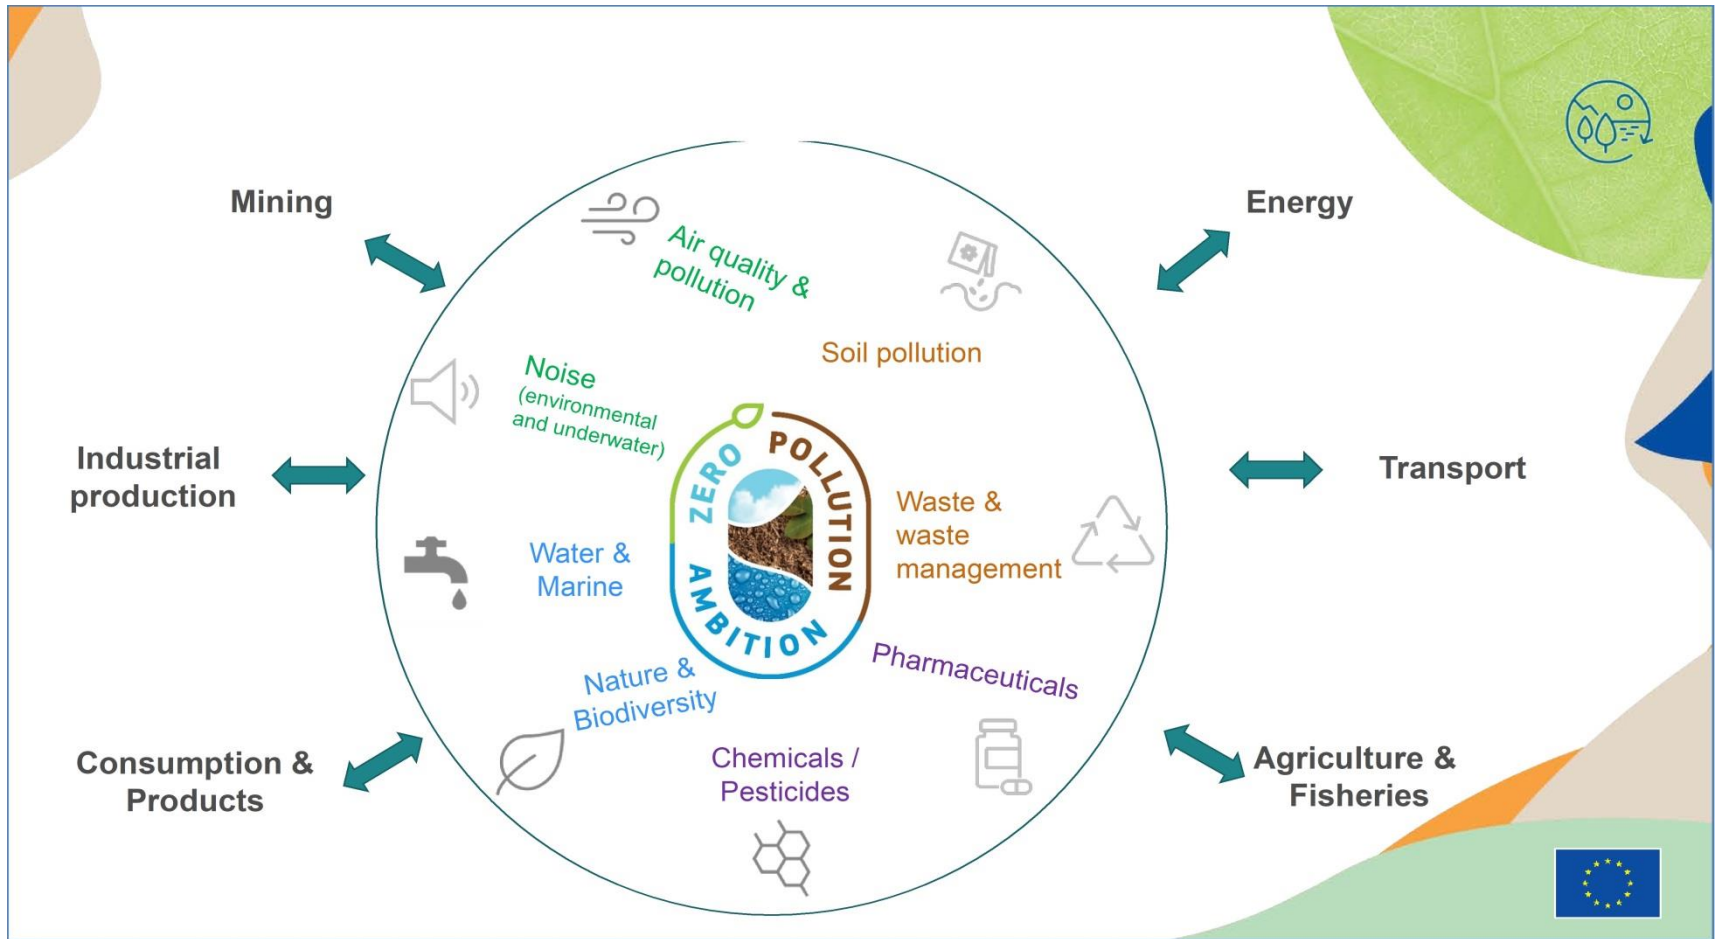 Mining
Energy
Air quality &
pollution
Soil pollution
Noise
(environmental
and underwater)
Industrial
production
Transport
ZERO
POLLUTION
AMBITION
Waste &
waste
management
Water &
Marine
Pharmaceuticals
Nature &
Biodiversity
Chemicals /
Pesticides
Consumption &
Products
Agriculture &
Fisheries